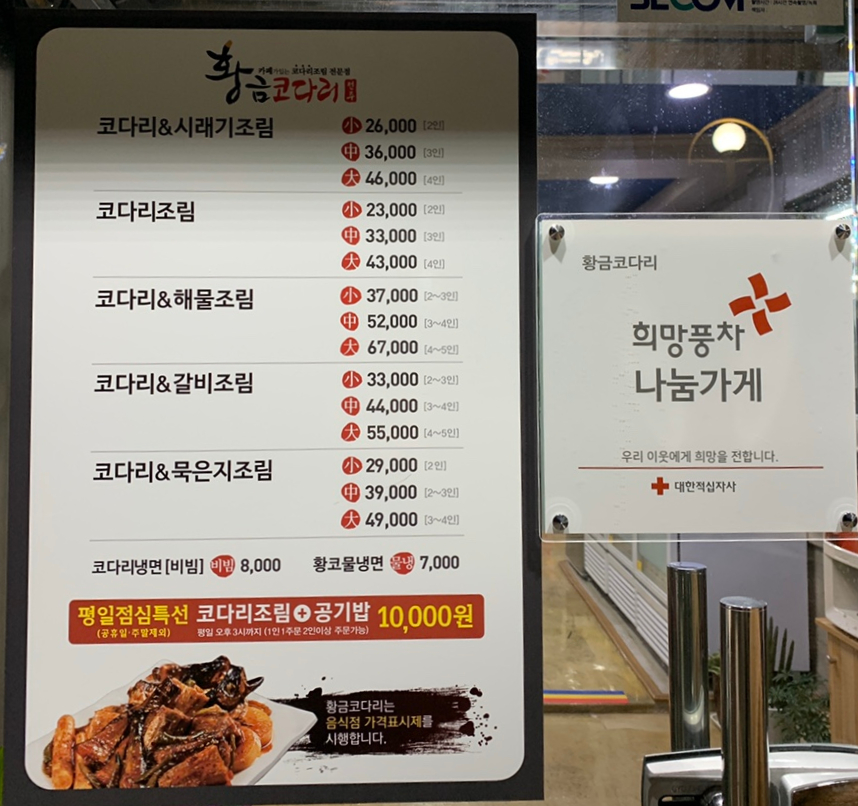 황금코다리
카페가있는 코다리조림 전문점
코다리&시래기조림
小 26,000 [2인]
中 36,000 [3인]
大 46,000 [4인]
코다리조림
小 23,000 [2인]
中 33,000 [3인]
大 43,000 [4인]
코다리&해물조림
小 37,000 [2~3인]
中 52,000 [3~4인]
大 67,000 [4~5인]
코다리&갈비조림
小 33,000 [2~3인]
中 44,000 [3~4인]
大 55,000 [4~5인]
코다리&묵은지조림
小 29,000 [2인]
中 39,000 [2~3인]
大 49,000 [3~4인]
코다리냉면[비빔] 비빔 8,000 황코물냉면 물냉 7,000
평일점심특선 코다리조림+공기밥 10,000원
(공휴일·주말제외) 평일 오후 3시까지 (1인 1주문 2인이상 주문가능)
황금코다리는
음식점 가격표시제를
시행합니다.
SECOM
황금코다리
희망풍차
나눔가게
우리 이웃에게 희망을 전합니다.
대한적십자사